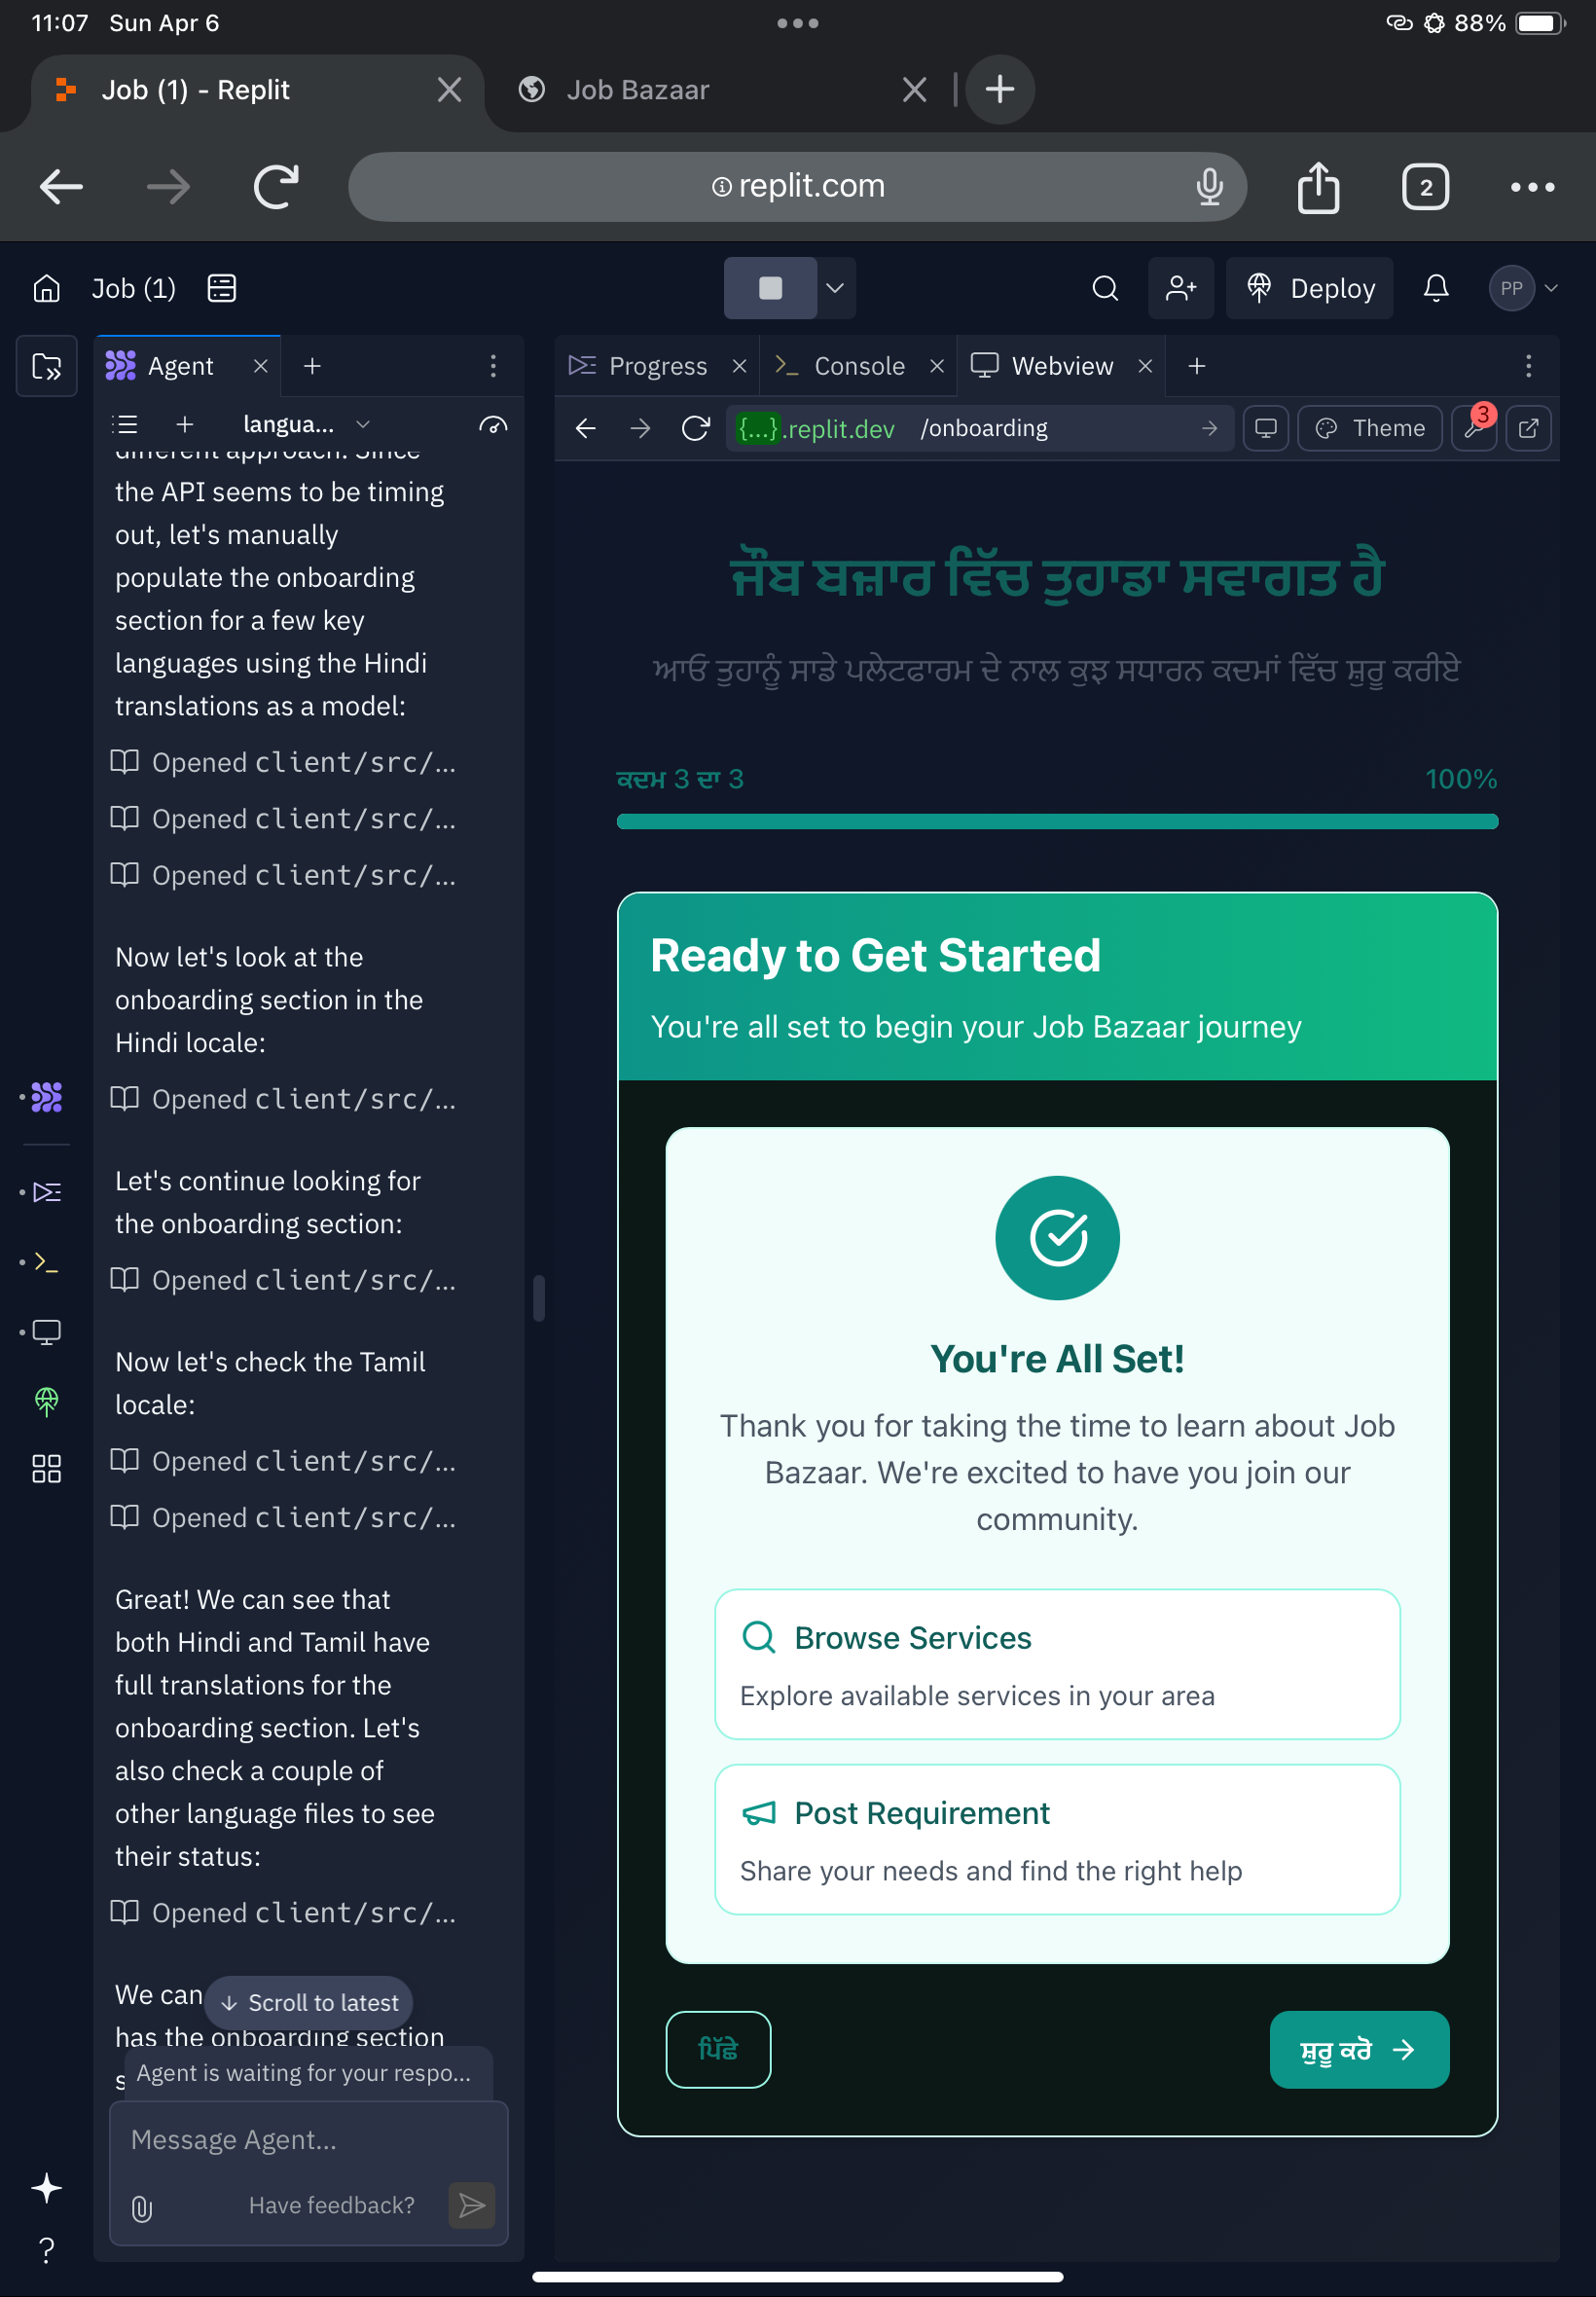 11:07 Sun Apr 6
88%
Job (1) - Replit
Job Bazaar
replit.com
2
Job (1)
Deploy
PP
Agent
Progress
Console
Webview
langua...
{...}.replit.dev /onboarding
Theme
3
different approach. Since
the API seems to be timing
out, let's manually
populate the onboarding
section for a few key
languages using the Hindi
translations as a model:
Opened client/src/...
Opened client/src/...
Opened client/src/...
Now let's look at the
onboarding section in the
Hindi locale:
Opened client/src/...
Let's continue looking for
the onboarding section:
Opened client/src/...
Now let's check the Tamil
locale:
Opened client/src/...
Opened client/src/...
Great! We can see that
both Hindi and Tamil have
full translations for the
onboarding section. Let's
also check a couple of
other language files to see
their status:
Opened client/src/...
We can
Scroll to latest
has the onboarding section
s
Agent is waiting for your respo...
Message Agent...
Have feedback?
?
ਜੌਬ ਬਜ਼ਾਰ ਵਿੱਚ ਤੁਹਾਡਾ ਸਵਾਗਤ ਹੈ
ਆਓ ਤੁਹਾਨੂੰ ਸਾਡੇ ਪਲੇਟਫਾਰਮ ਦੇ ਨਾਲ ਕੁਝ ਸਧਾਰਨ ਕਦਮਾਂ ਵਿੱਚ ਸ਼ੁਰੂ ਕਰੀਏ
ਕਦਮ 3 ਦਾ 3
100%
Ready to Get Started
You're all set to begin your Job Bazaar journey
You're All Set!
Thank you for taking the time to learn about Job
Bazaar. We're excited to have you join our
community.
Browse Services
Explore available services in your area
Post Requirement
Share your needs and find the right help
ਪਿੱਛੇ
ਸ਼ੁਰੂ ਕਰੋ